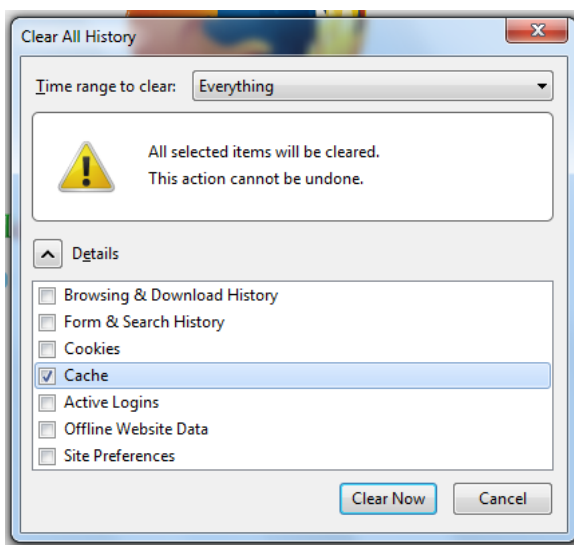 Clear All History
Time range to clear: Everything
All selected items will be cleared.
This action cannot be undone.
Details
Browsing & Download History
Form & Search History
Cookies
Cache
Active Logins
Offline Website Data
Site Preferences
Clear Now Cancel